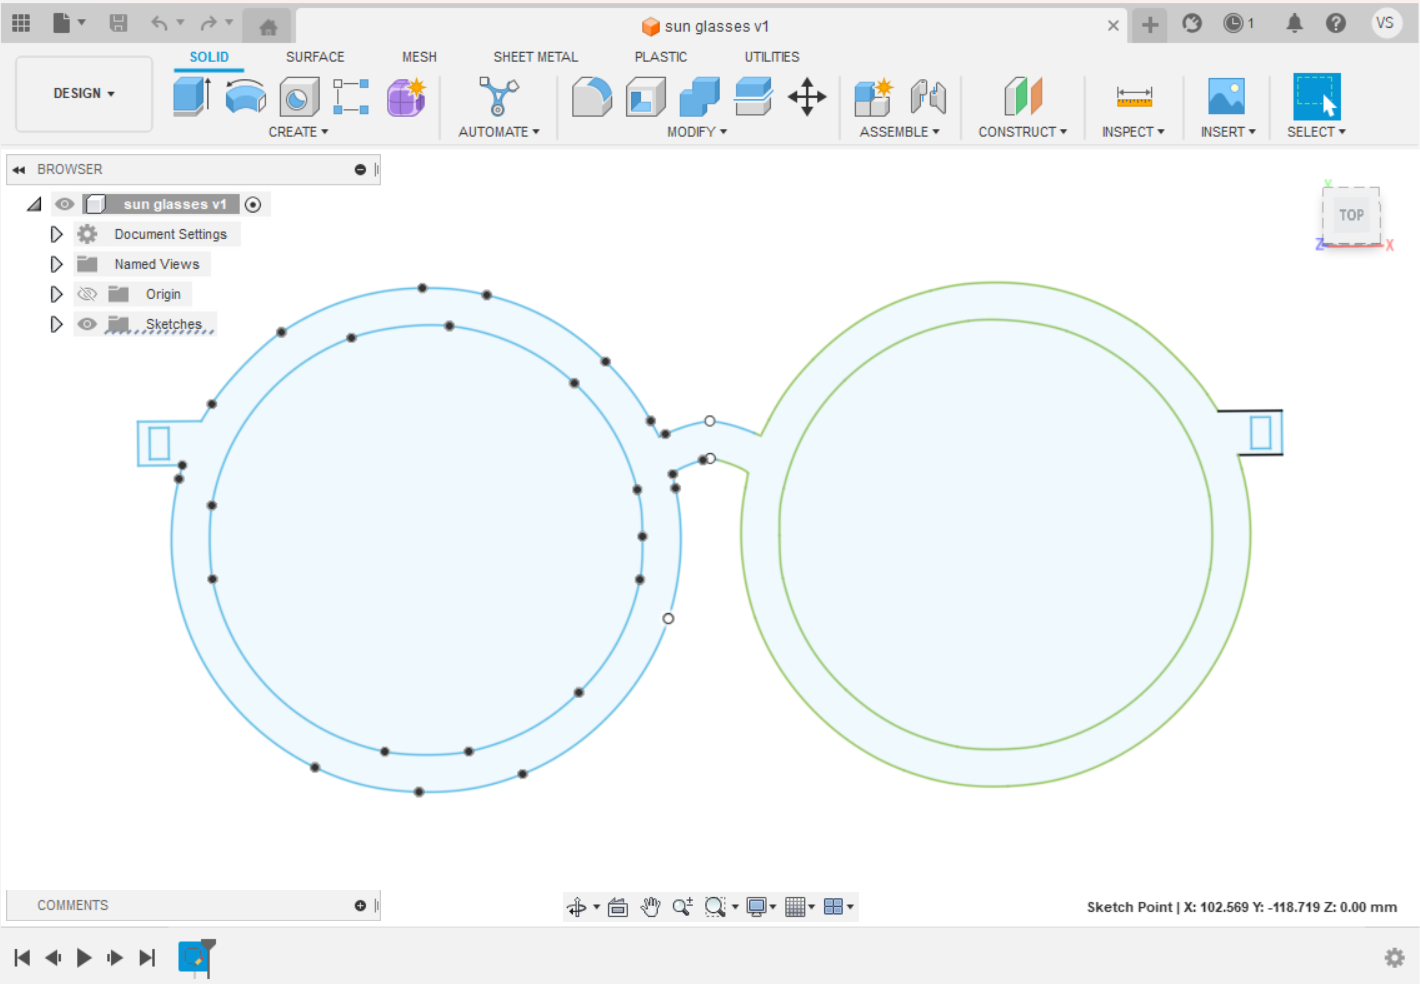 sun glasses v1
1
VS
SOLID SURFACE MESH SHEET METAL PLASTIC UTILITIES
DESIGN
CREATE AUTOMATE MODIFY ASSEMBLE CONSTRUCT INSPECT INSERT SELECT
BROWSER
sun glasses v1
Document Settings
Named Views
Origin
Sketches
Y
TOP
Z X
COMMENTS
Sketch Point | X: 102.569 Y: -118.719 Z: 0.00 mm